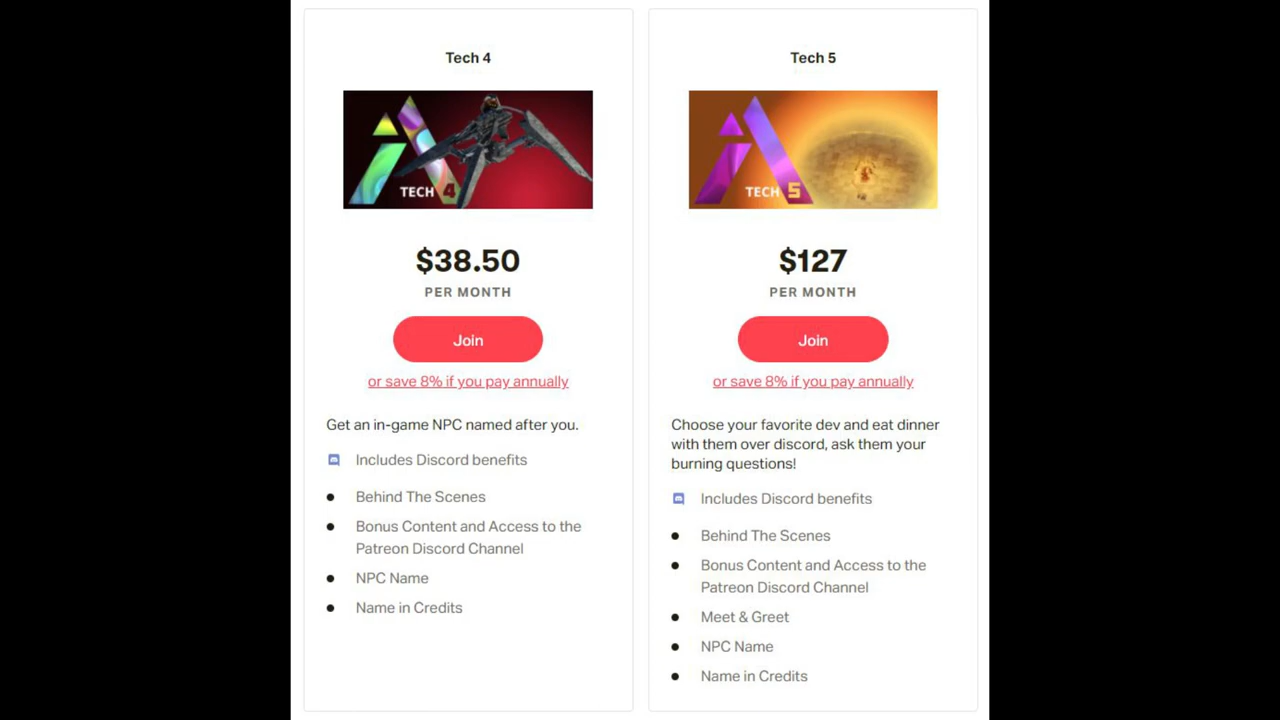 Tech 4
TECH 4
$38.50
PER MONTH
Join
or save 8% if you pay annually
Get an in-game NPC named after you.
Includes Discord benefits
Behind The Scenes
Bonus Content and Access to the
Patreon Discord Channel
NPC Name
Name in Credits
Tech 5
TECH 5
$127
PER MONTH
Join
or save 8% if you pay annually
Choose your favorite dev and eat dinner
with them over discord, ask them your
burning questions!
Includes Discord benefits
Behind The Scenes
Bonus Content and Access to the
Patreon Discord Channel
Meet & Greet
NPC Name
Name in Credits